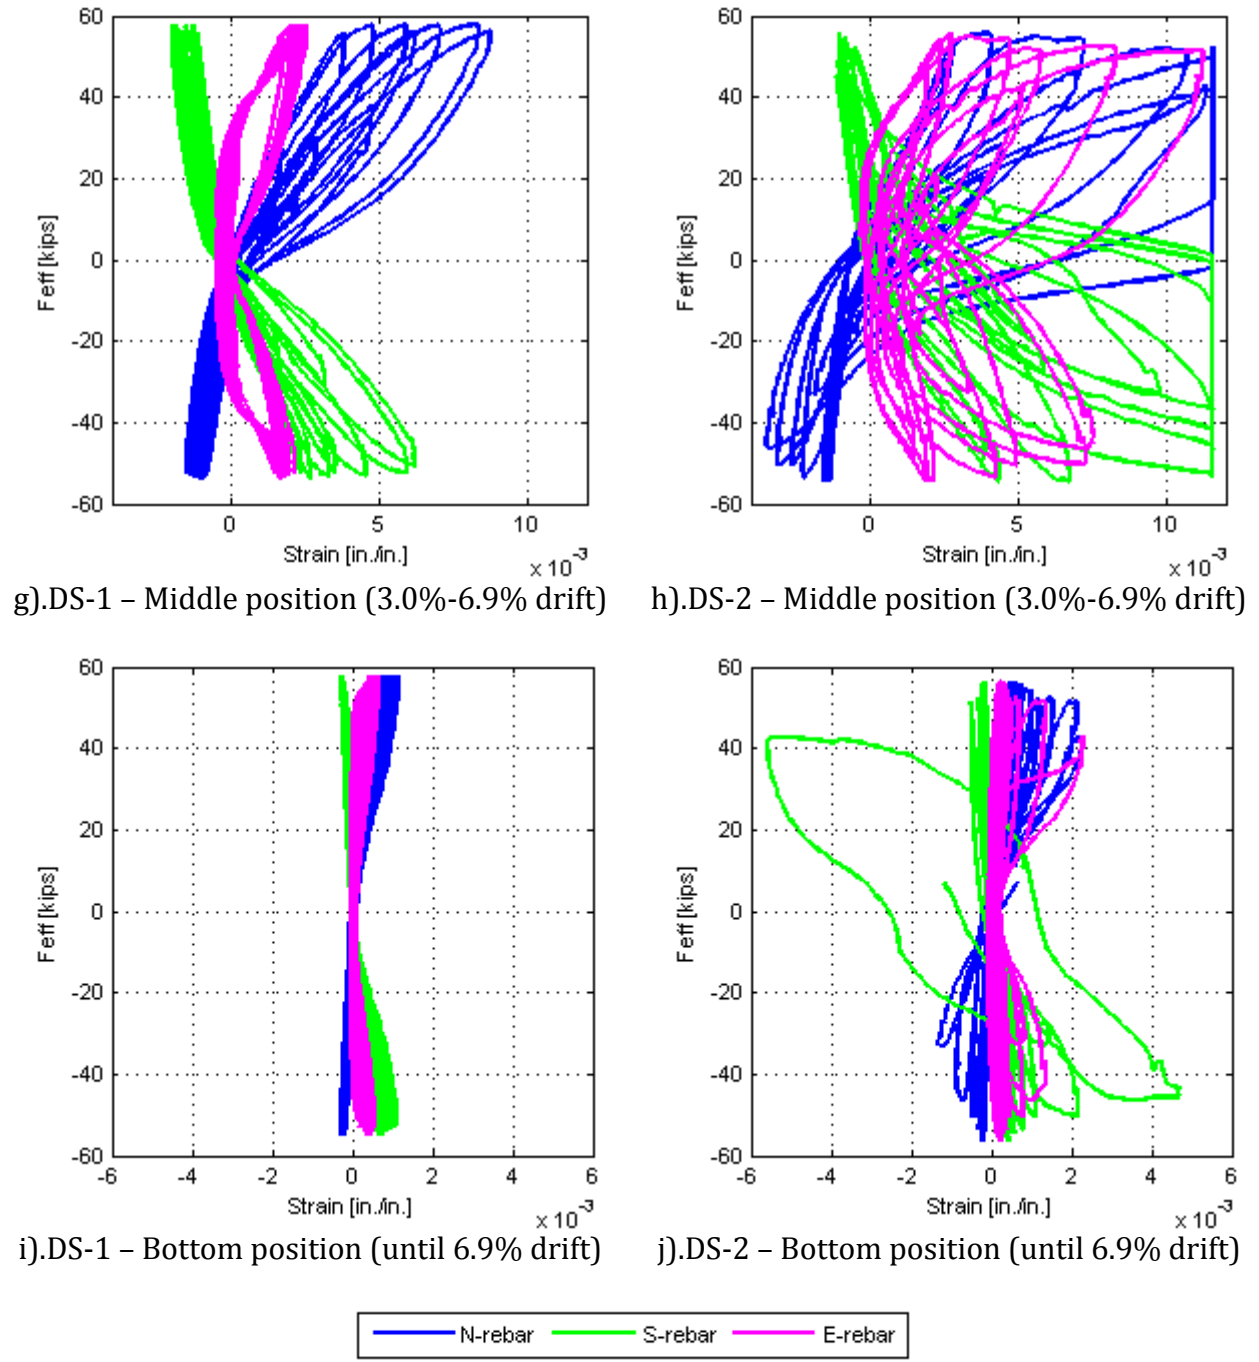 60
40
20
0
-20
-40
-60
Feff [kips]
0 5 10
Strain [in./in.]
x 10-3
60
40
20
0
-20
-40
-60
Feff [kips]
0 5 10
Strain [in./in.]
x 10-3
g).DS-1 – Middle position (3.0%-6.9% drift)
h).DS-2 – Middle position (3.0%-6.9% drift)
60
40
20
0
-20
-40
-60
Feff [kips]
-6 -4 -2 0 2 4 6
Strain [in./in.]
x 10-3
60
40
20
0
-20
-40
-60
Feff [kips]
-6 -4 -2 0 2 4 6
Strain [in./in.]
x 10-3
i).DS-1 – Bottom position (until 6.9% drift)
j).DS-2 – Bottom position (until 6.9% drift)
N-rebar S-rebar E-rebar